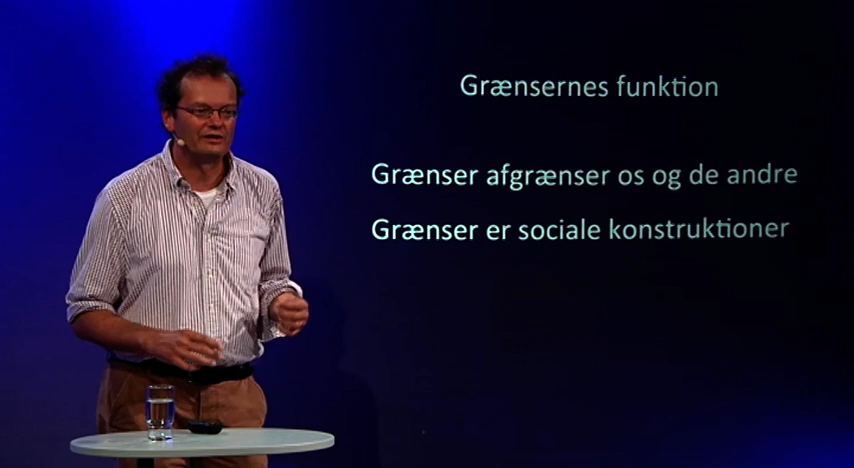 Grænsernes funktion
Grænser afgrænser os og de andre
Grænser er sociale konstruktioner